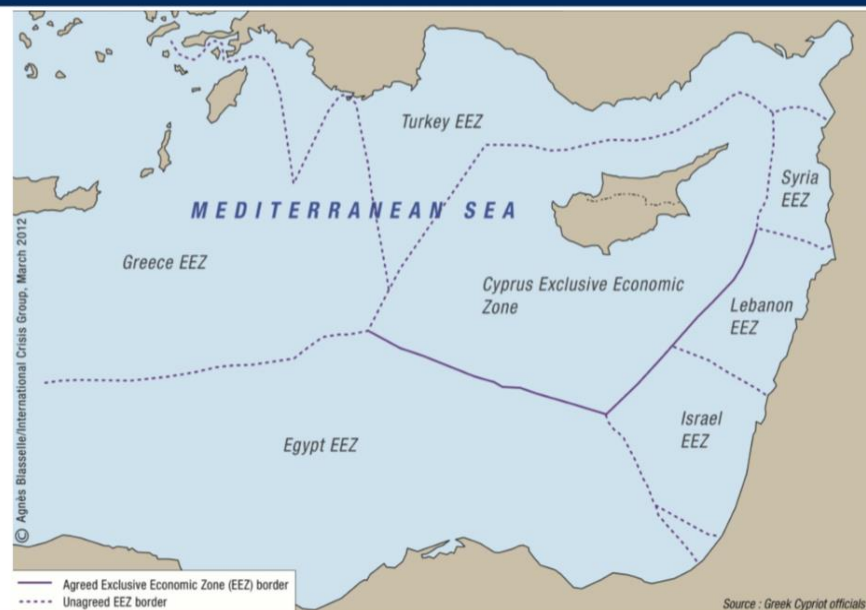 Turkey EEZ
Syria
EEZ
MEDITERRANEAN SEA
Greece EEZ
Cyprus Exclusive Economic
Zone
Lebanon
EEZ
Israel
EEZ
Egypt EEZ
© Agnès Blasselle/International Crisis Group, March 2012
Agreed Exclusive Economic Zone (EEZ) border
Unagreed EEZ border
Source : Greek Cypriot officials